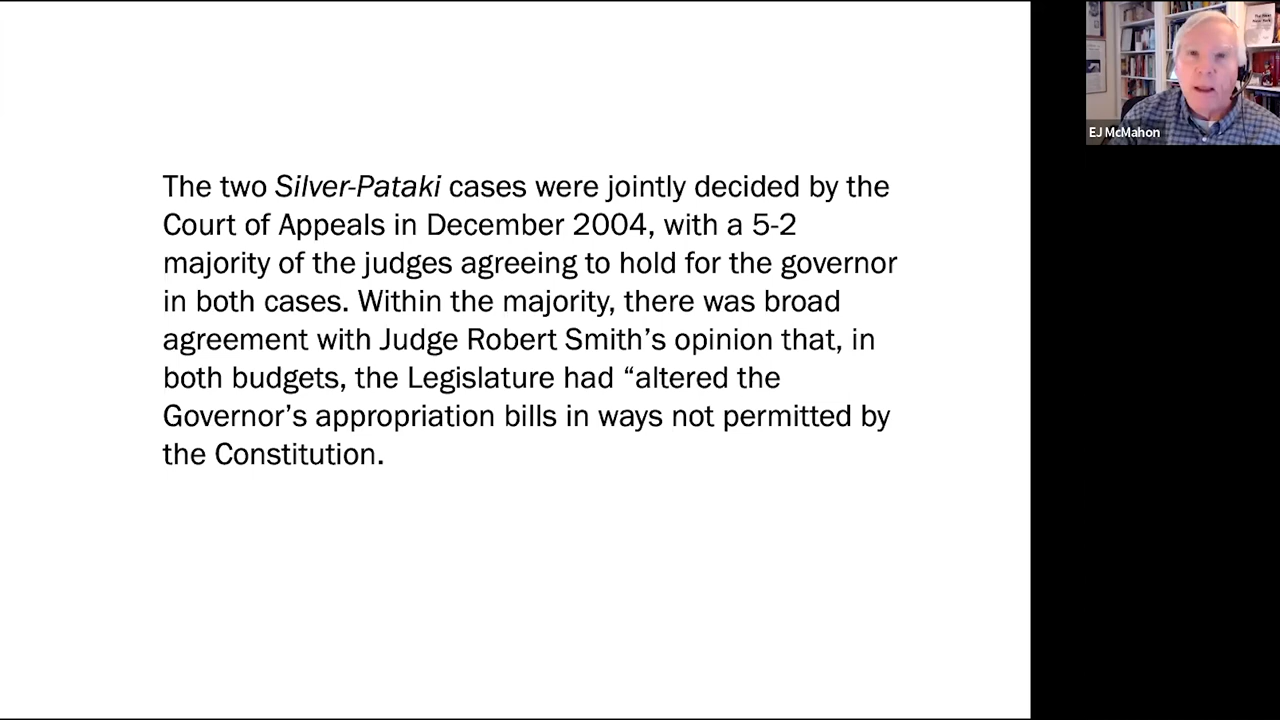 The two Silver-Pataki cases were jointly decided by the
Court of Appeals in December 2004, with a 5-2
majority of the judges agreeing to hold for the governor
in both cases. Within the majority, there was broad
agreement with Judge Robert Smith’s opinion that, in
both budgets, the Legislature had “altered the
Governor’s appropriation bills in ways not permitted by
the Constitution.
EJ McMahon